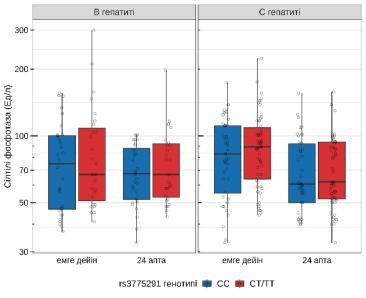 В гепатиті
С гепатиті
Сілтілі фосфотаза (Ед/л)
300
200
100
70
50
30
емге дейін
24 апта
емге дейін
24 апта
rs3775291 генотипі
CC
CT/TT